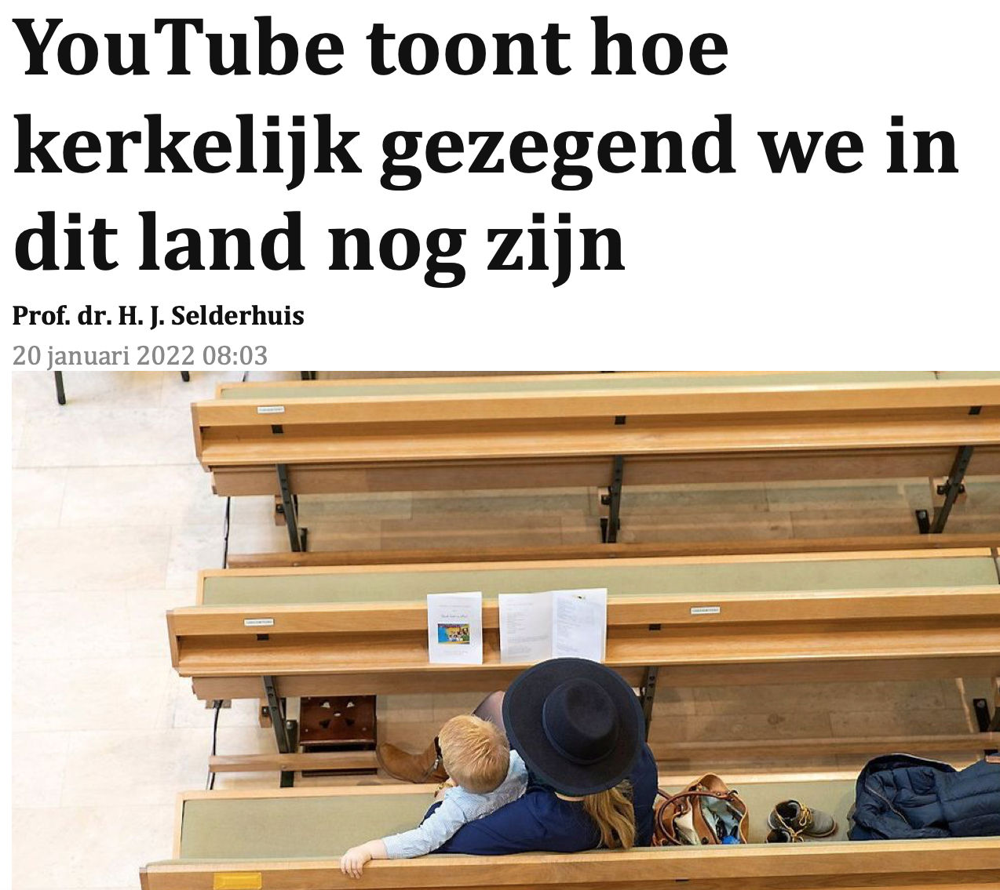 YouTube toont hoe
kerkelijk gezegend we in
dit land nog zijn
Prof. dr. H. J. Selderhuis
20 januari 2022 08:03